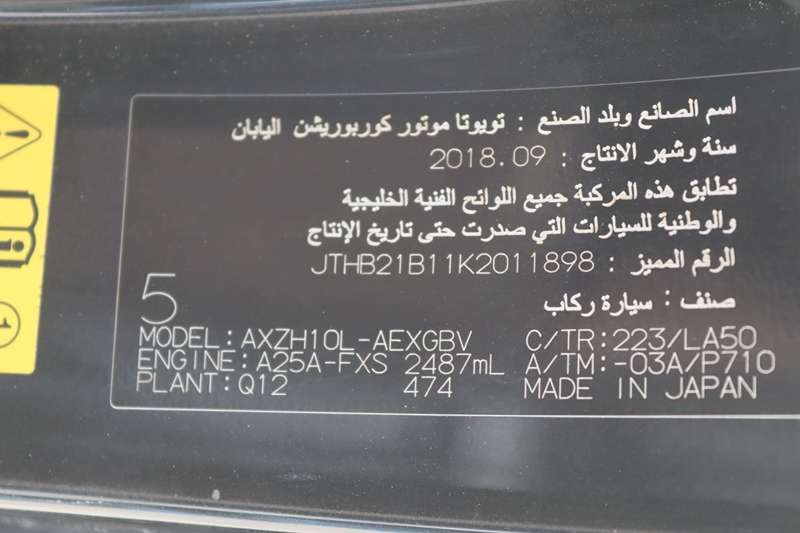 اسم الصانع وبلد الصنع : تويوتا موتور كوربوريشن اليابان
سنة وشهر الانتاج : 2018.09
تطابق هذه المركبة جميع اللوائح الفنية الخليجية
والوطنية للسيارات التي صدرت حتى تاريخ الإنتاج
الرقم المميز : JTHB21B11K2011898
صنف : سيارة ركاب
5
MODEL:AXZH10L-AEXGBV C/TR:223/LA50
ENGINE:A25A-FXS 2487mL A/TM:-03A/P710
PLANT:Q12 474 MADE IN JAPAN
1